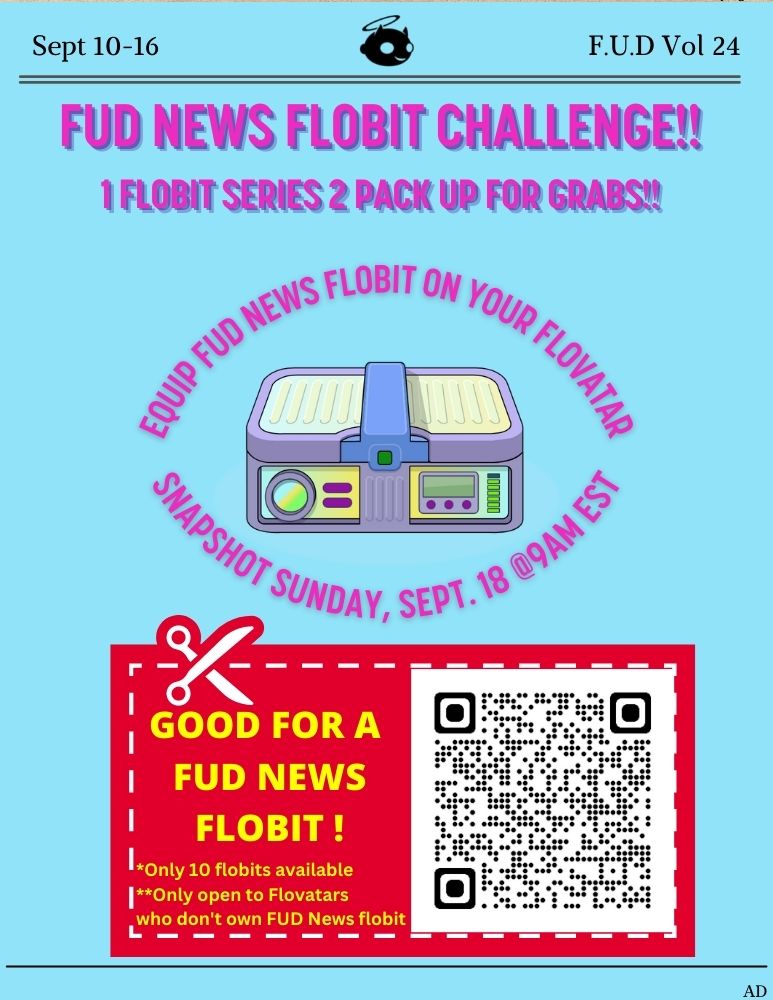 Sept 10-16
F.U.D Vol 24
FUD NEWS FLOBIT CHALLENGE!!
1 FLOBIT SERIES 2 PACK UP FOR GRABS!!
EQUIP FUD NEWS FLOBIT ON YOUR FLOVATAR
SNAPSHOT SUNDAY, SEPT. 18 @9AM EST
GOOD FOR A
FUD NEWS
FLOBIT !
*Only 10 flobits available
**Only open to Flovatars
who don't own FUD News flobit
AD